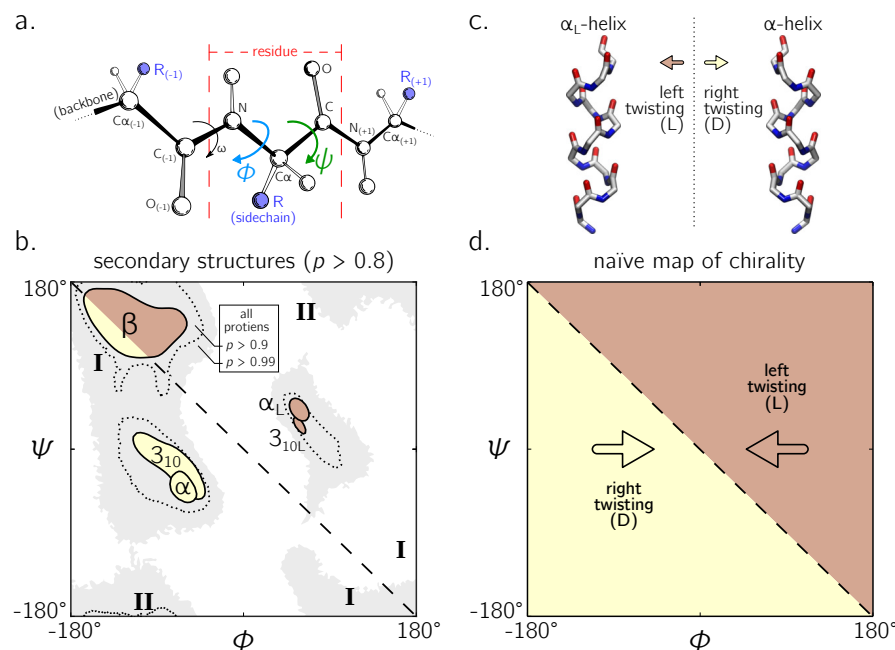 a.
residue
R(-1)
O
R(+1)
(backbone)
N
C
Cα(-1)
N(+1)
Cα(+1)
C(-1)
ω
Φ
ψ
Cα
O(-1)
R
(sidechain)
c.
αL-helix
α-helix
left
twisting
(L)
right
twisting
(D)
b.
secondary structures (p > 0.8)
180°
β
all
protiens
p > 0.9
p > 0.99
II
I
αL
310L
ψ
310
α
I
II
I
-180°
-180°
Φ
180°
d.
naïve map of chirality
180°
left
twisting
(L)
right
twisting
(D)
-180°
-180°
Φ
180°